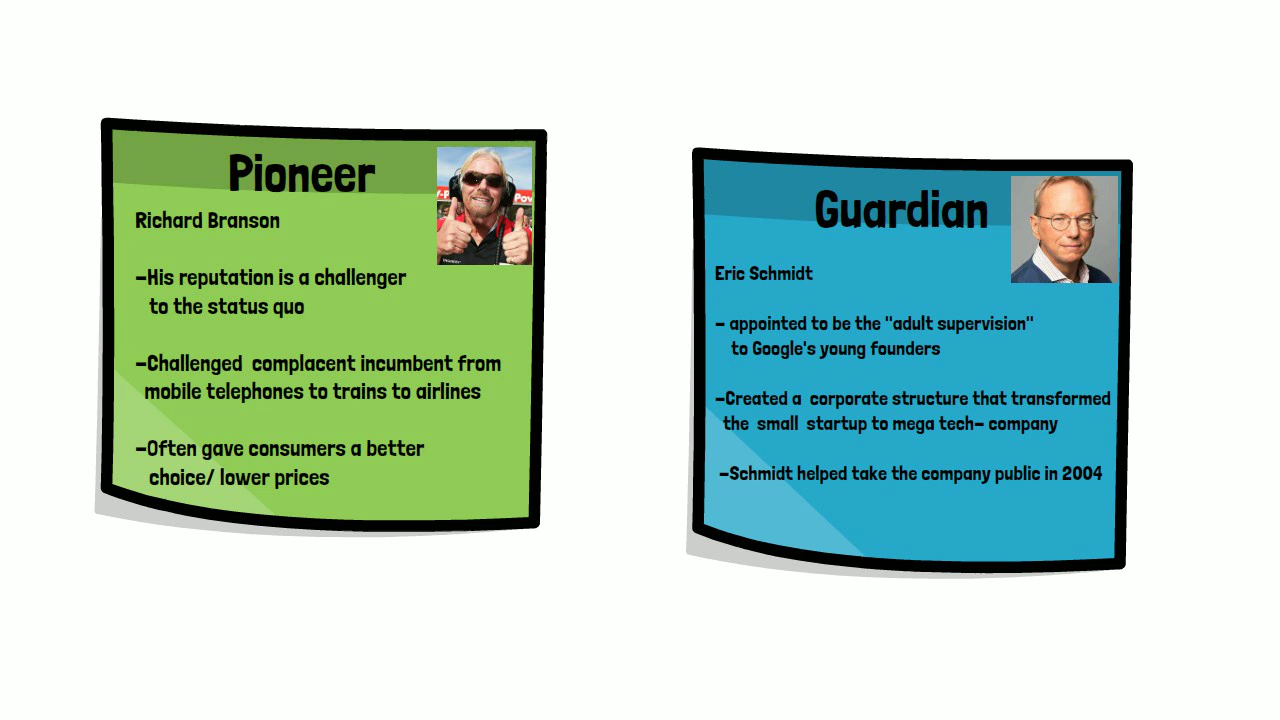 Pioneer
Richard Branson
-His reputation is a challenger
to the status quo
-Challenged complacent incumbent from
mobile telephones to trains to airlines
-Often gave consumers a better
choice/ lower prices
Guardian
Eric Schmidt
- appointed to be the "adult supervision"
to Google's young founders
-Created a corporate structure that transformed
the small startup to mega tech- company
-Schmidt helped take the company public in 2004